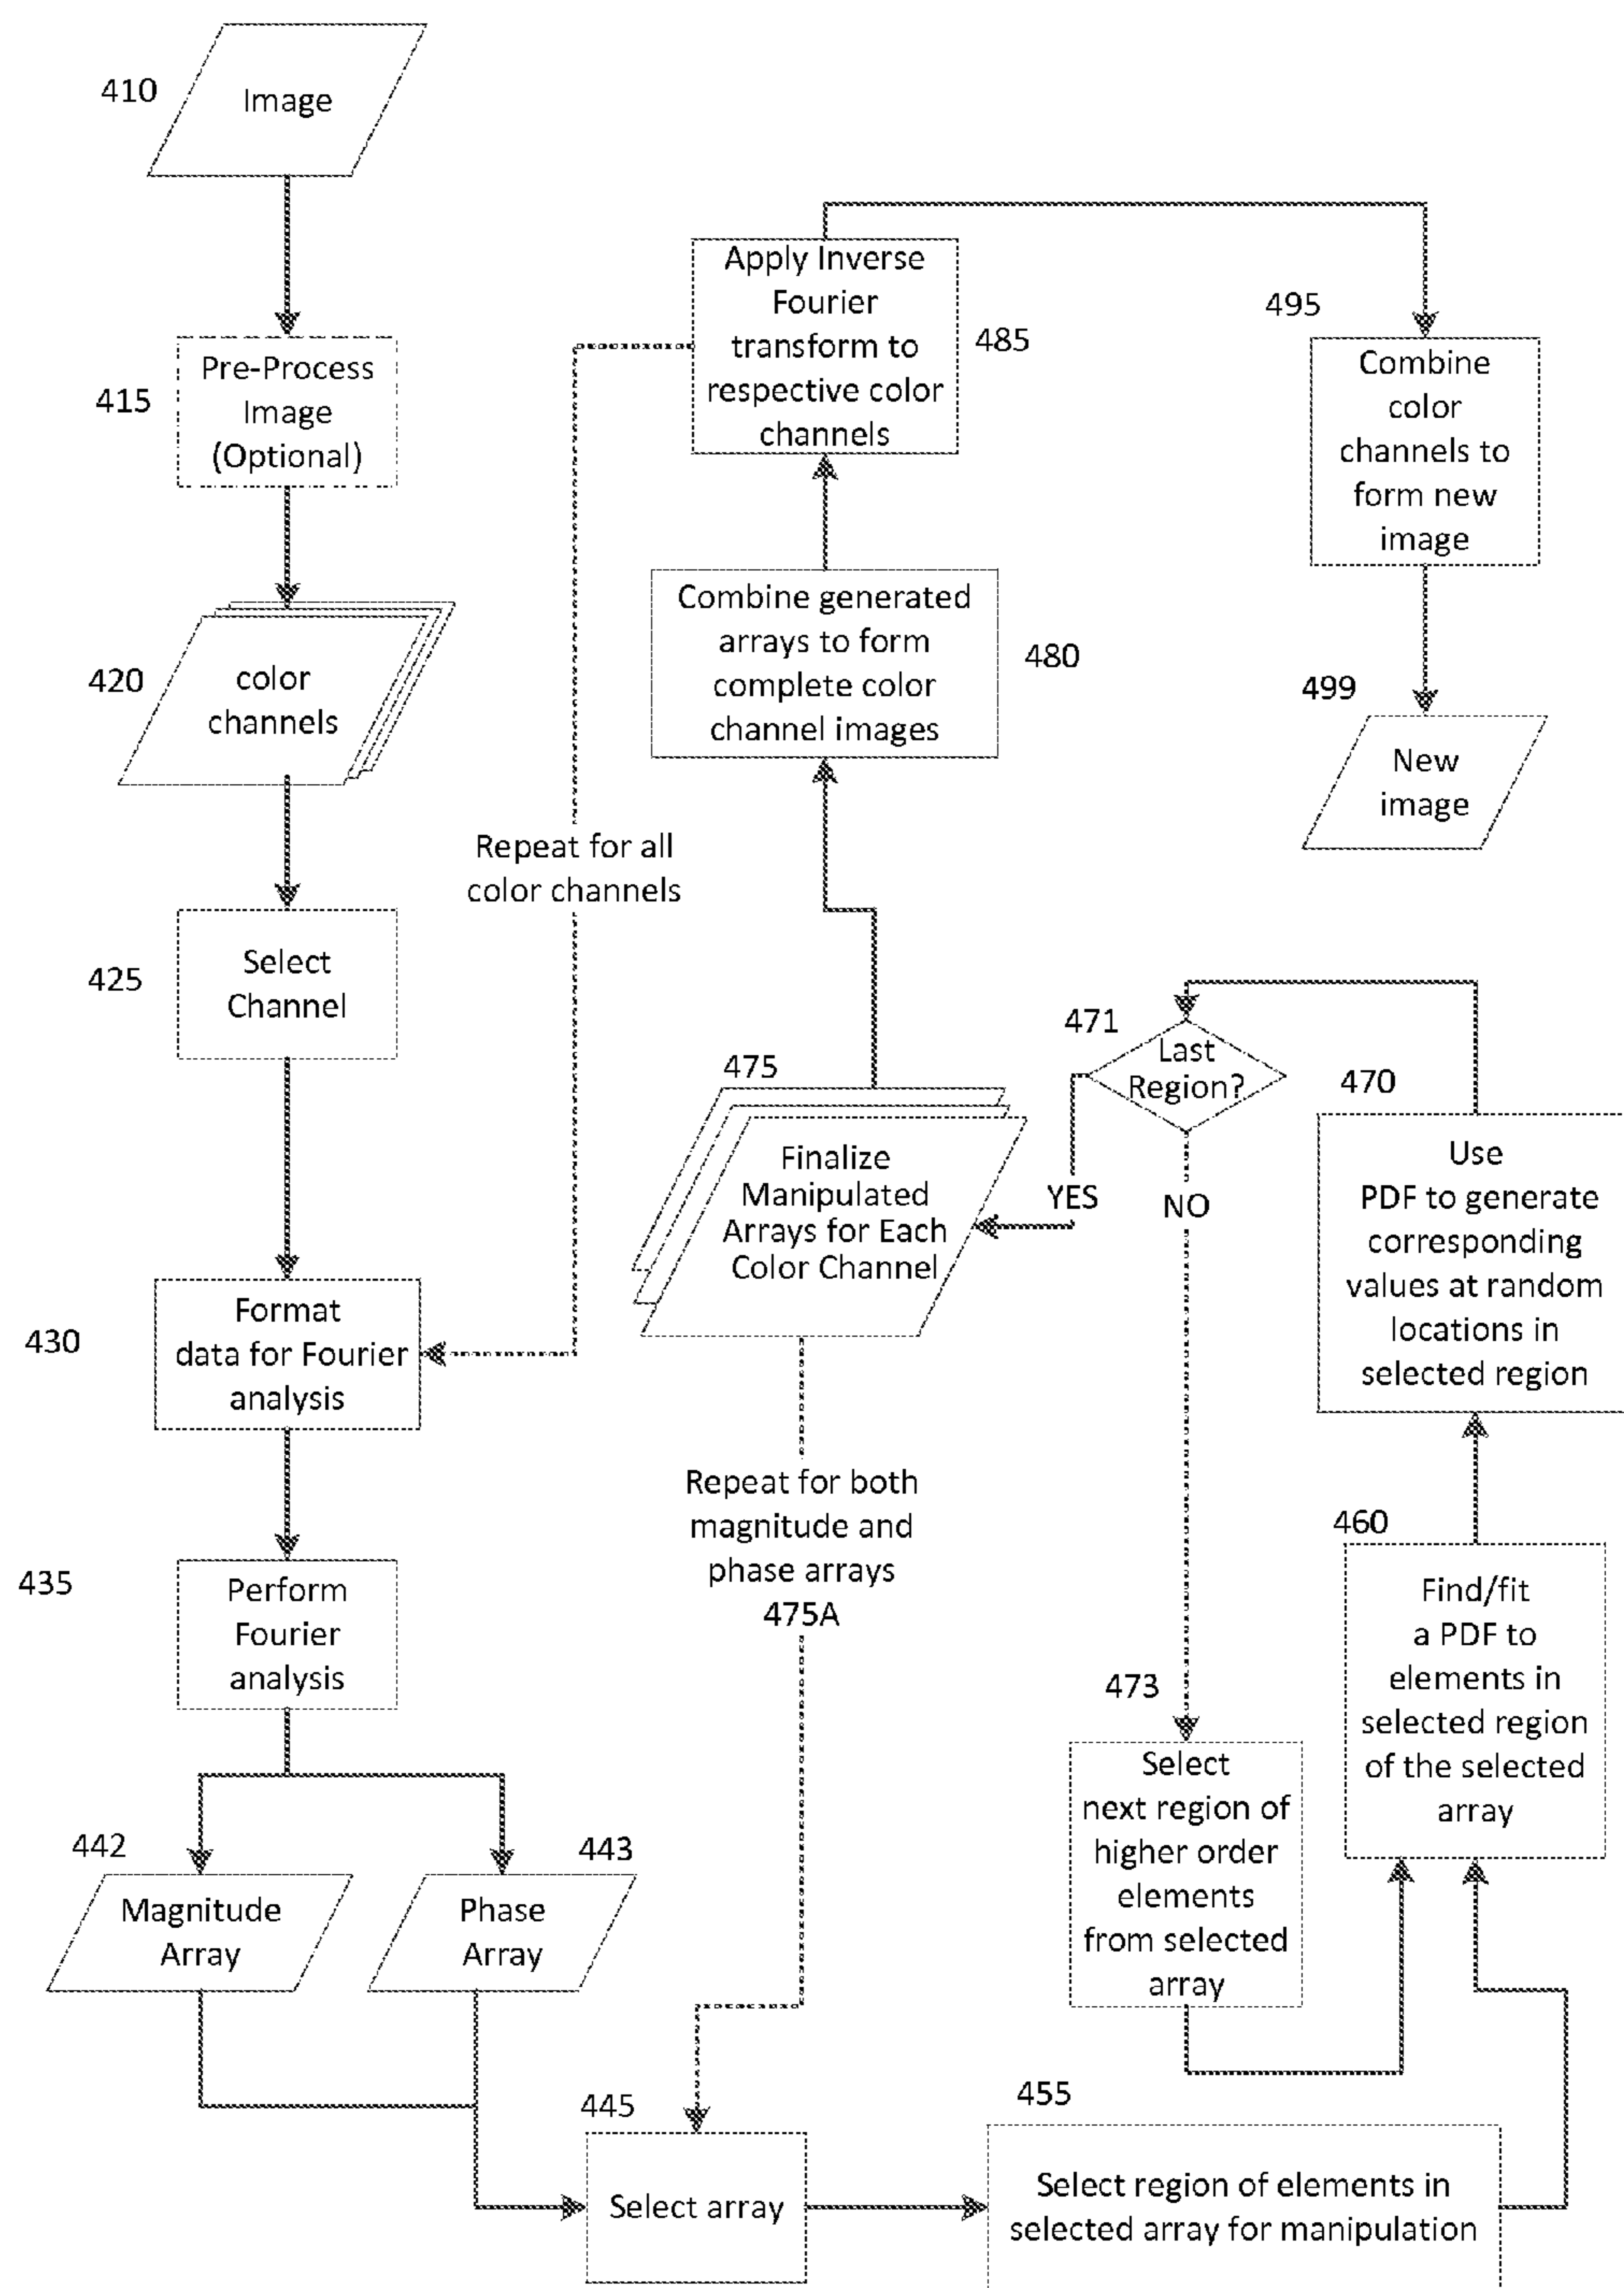 410
Image
415
Pre-Process
Image
(Optional)
420
color
channels
425
Select
Channel
430
Format
data for Fourier
analysis
435
Perform
Fourier
analysis
442
Magnitude
Array
443
Phase
Array
445
Select array
455
Select region of elements in
selected array for manipulation
460
Find/fit
a PDF to
elements in
selected region
of the selected
array
470
Use
PDF to generate
corresponding
values at random
locations in
selected region
471
Last
Region?
YES
NO
473
Select
next region of
higher order
elements
from selected
array
475
Finalize
Manipulated
Arrays for Each
Color Channel
Repeat for both
magnitude and
phase arrays
475A
480
Combine generated
arrays to form
complete color
channel images
485
Apply Inverse
Fourier
transform to
respective color
channels
Repeat for all
color channels
495
Combine
color
channels to
form new
image
499
New
image